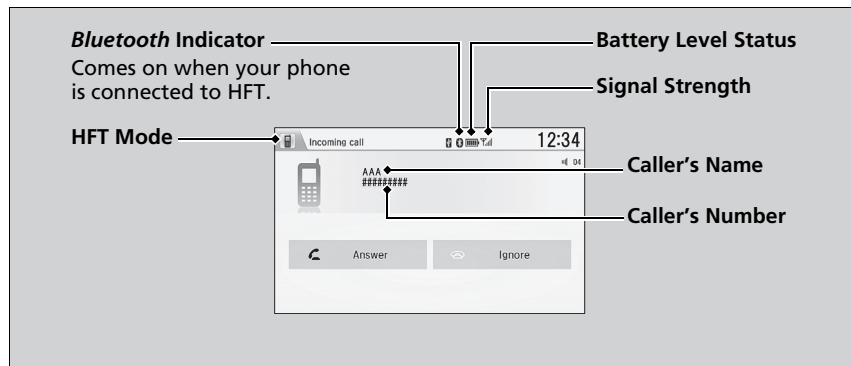 Bluetooth Indicator
Comes on when your phone
is connected to HFT.
HFT Mode
Battery Level Status
Signal Strength
Incoming call
12:34
04
AAA
#########
Caller's Name
Caller's Number
Answer
Ignore